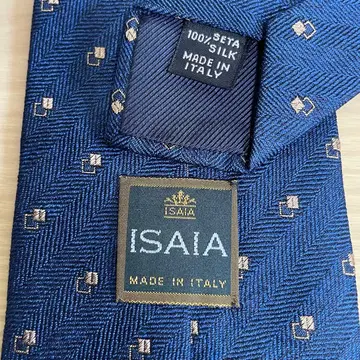 100% SETA
SILK
MADE IN
ITALY
ISAIA
ISAIA
MADE IN ITALY